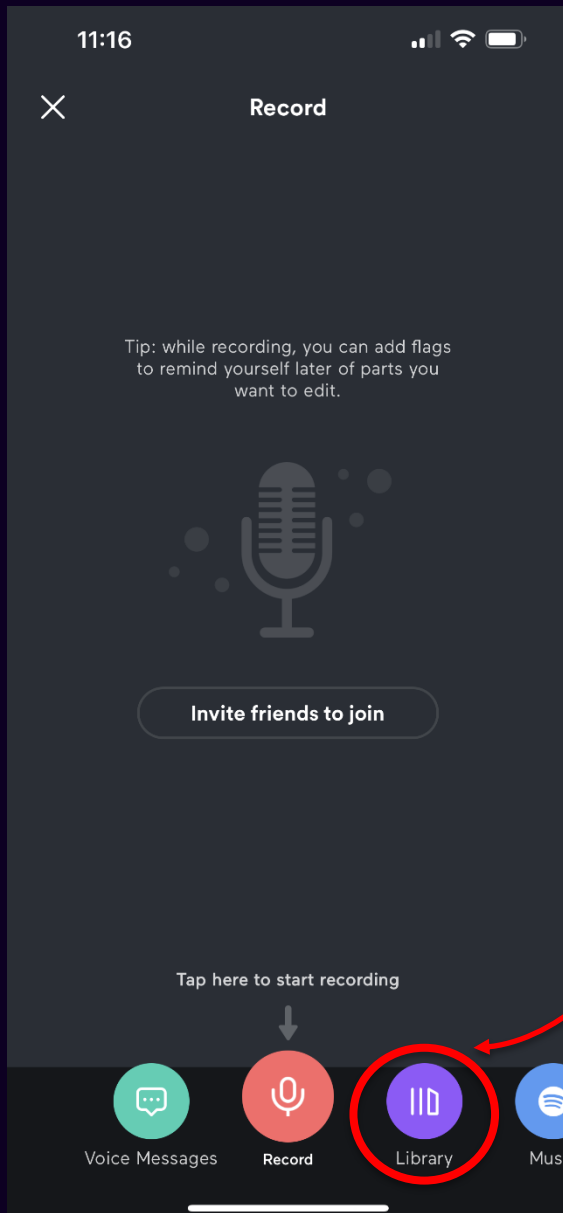 11:16
Record
Tip: while recording, you can add flags
to remind yourself later of parts you
want to edit.
Invite friends to join
Tap here to start recording
Voice Messages
Record
Library
Mus